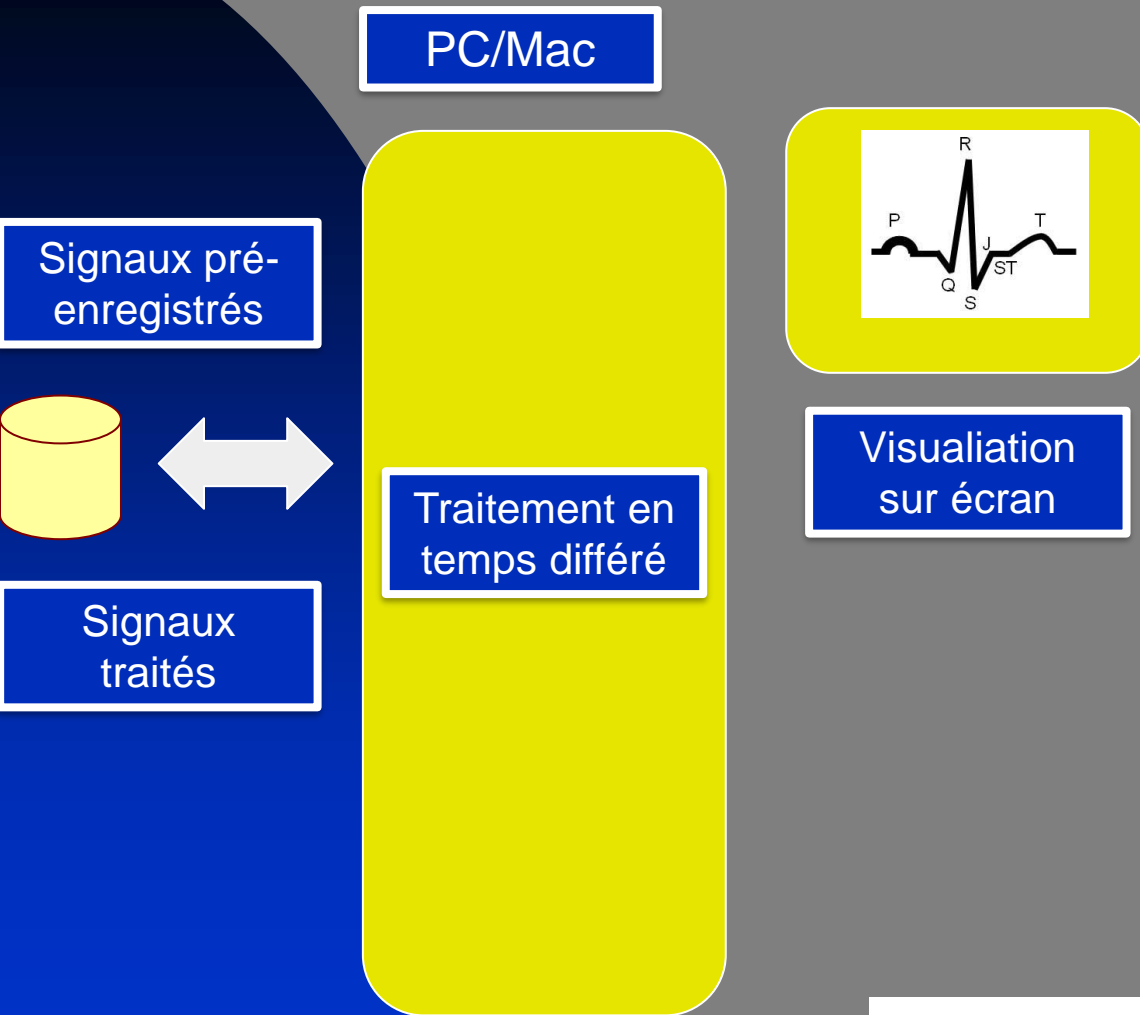 PC/Mac
Signaux pré-
enregistrés
Signaux
traités
Traitement en
temps différé
R
P
T
J
ST
Q
S
Visualiation
sur écran